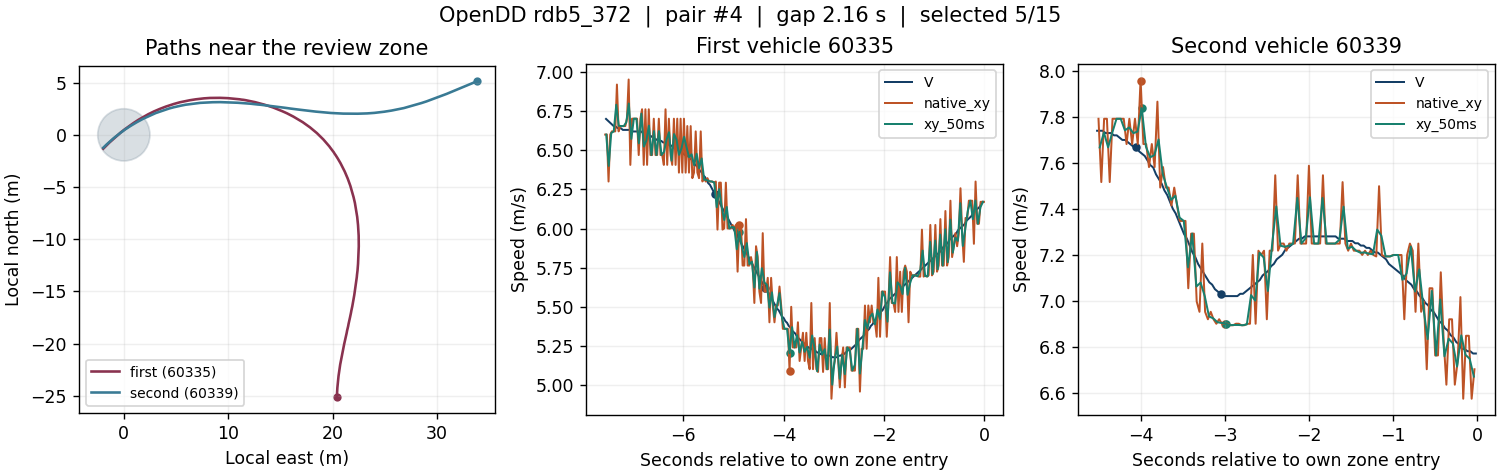 OpenDD rdb5_372 | pair #4 | gap 2.16 s | selected 5/15
Paths near the review zone
5
0
−5
−10
−15
−20
−25
Local north (m)
first (60335)
second (60339)
0
10
20
30
Local east (m)
First vehicle 60335
7.00
6.75
6.50
6.25
6.00
5.75
5.50
5.25
5.00
Speed (m/s)
V
native_xy
xy_50ms
−6
−4
−2
0
Seconds relative to own zone entry
Second vehicle 60339
8.0
7.8
7.6
7.4
7.2
7.0
6.8
6.6
Speed (m/s)
V
native_xy
xy_50ms
−4
−3
−2
−1
0
Seconds relative to own zone entry